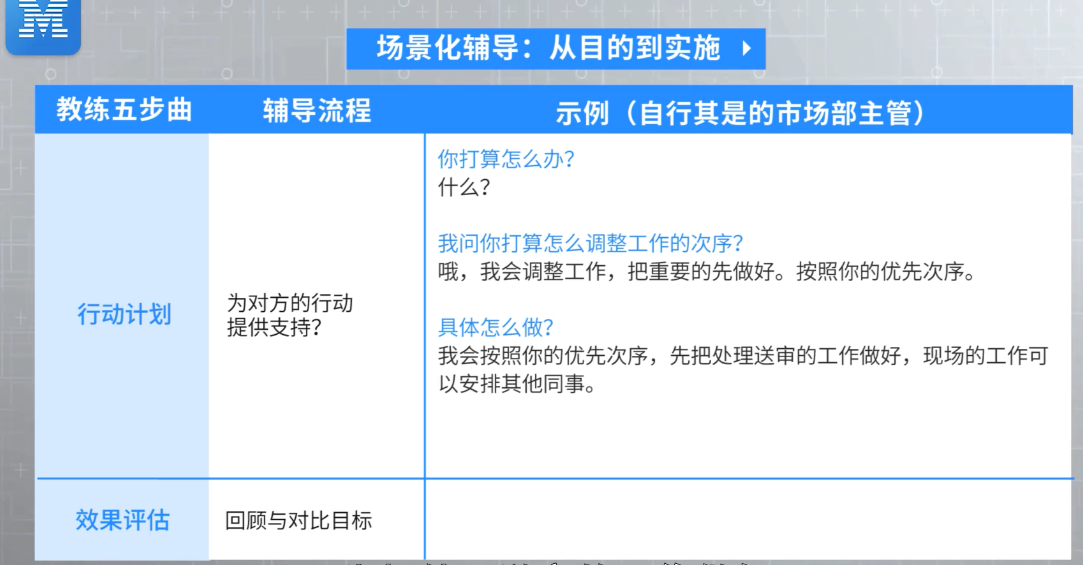 M
场景化辅导：从目的到实施
教练五步曲 辅导流程 示例（自行其是的市场部主管）
你打算怎么办？
什么？
我问你打算怎么调整工作的次序？
哦，我会调整工作，把重要的先做好。按照你的优先次序。
行动计划
为对方的行动
提供支持？
具体怎么做？
我会按照你的优先次序，先把处理送审的工作做好，现场的工作可
以安排其他同事。
效果评估 回顾与对比目标